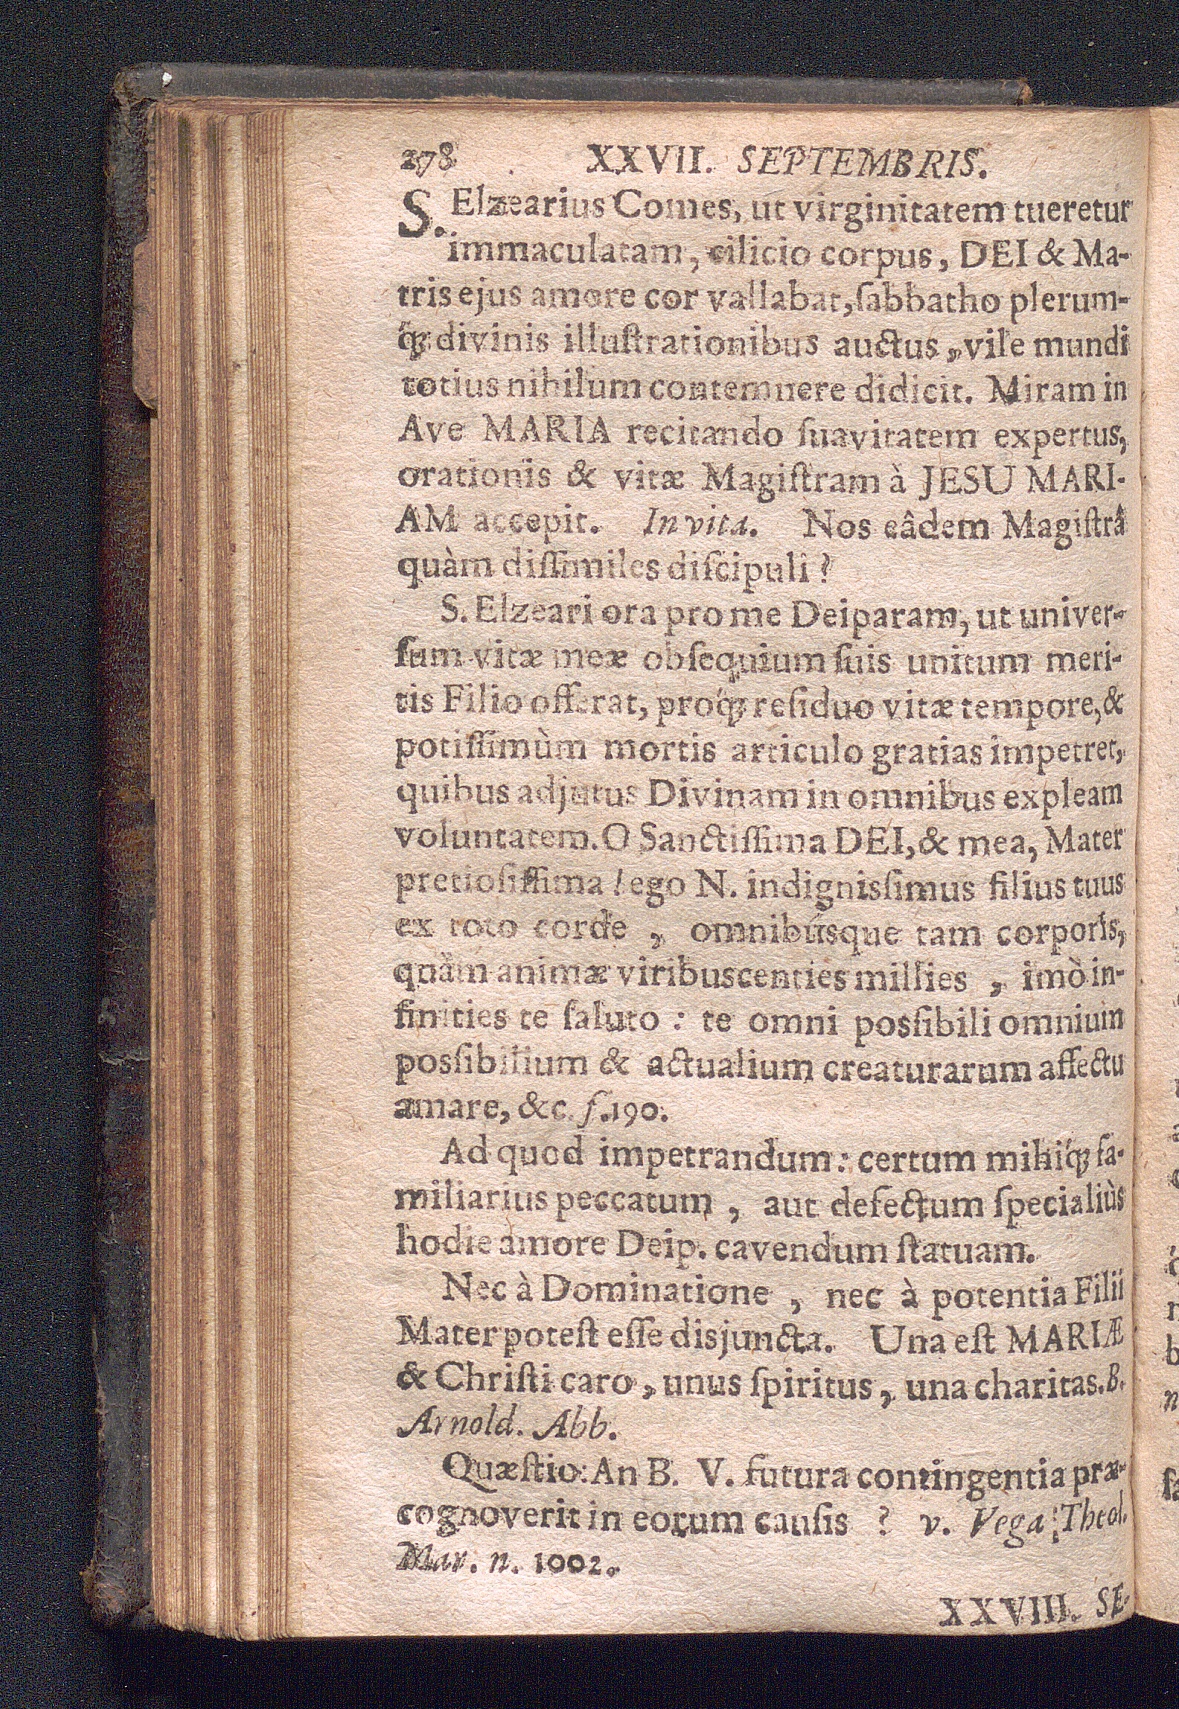 278 XXVII. SEPTEMBRIS.
S. Elzearius Comes, ut virginitatem tueretur
immaculatam, cilicio corpus, DEI & Ma-
tris ejus amore cor vallabat, ſabbatho plerum-
q́; divinis illuſtrationibus auctus, vile mundi
totius nihilum contemnere didicit. Miram in
Ave MARIA recitando ſuavitatem expertus,
orationis & vitæ Magiſtram à JESU MARI-
AM accepit. In vita. Nos eâdem Magiſtrâ
quàm diſſimiles diſcipuli?
S. Elzeari ora pro me Deiparam, ut univer-
ſum vitæ meæ obſequium ſuis unitum meri-
tis Filio offerat, proq́; reſiduo vitæ tempore, &
potiſſimùm mortis articulo gratias impetret,
quibus adjutus Divinam in omnibus expleam
voluntatem. O Sanctiſſima DEI, & mea, Mater
pretioſiſſima! ego N. indigniſsimus filius tuus
ex toto corde, omnibúsque tam corporis,
quàm animæ viribus centies millies, imò in-
finities te ſaluto: te omni poſsibili omnium
poſsibilium & actualium creaturarum affectu
amare, &c. f. 190.
Ad quod impetrandum: certum mihiq́; fa-
miliarius peccatum, aut defectum ſpecialiùs
hodie amore Deip. cavendum ſtatuam.
Nec à Dominatione, nec à potentia Filii
Mater poteſt eſſe disjuncta. Una eſt MARIÆ
& Chriſti caro, unus ſpiritus, una charitas. B.
Arnold. Abb.
Quæſtio: An B. V. futura contingentia præ-
cognoverit in eorum cauſis? v. Vega Theol.
Mar. n. 1002.
XXVIII. SE-